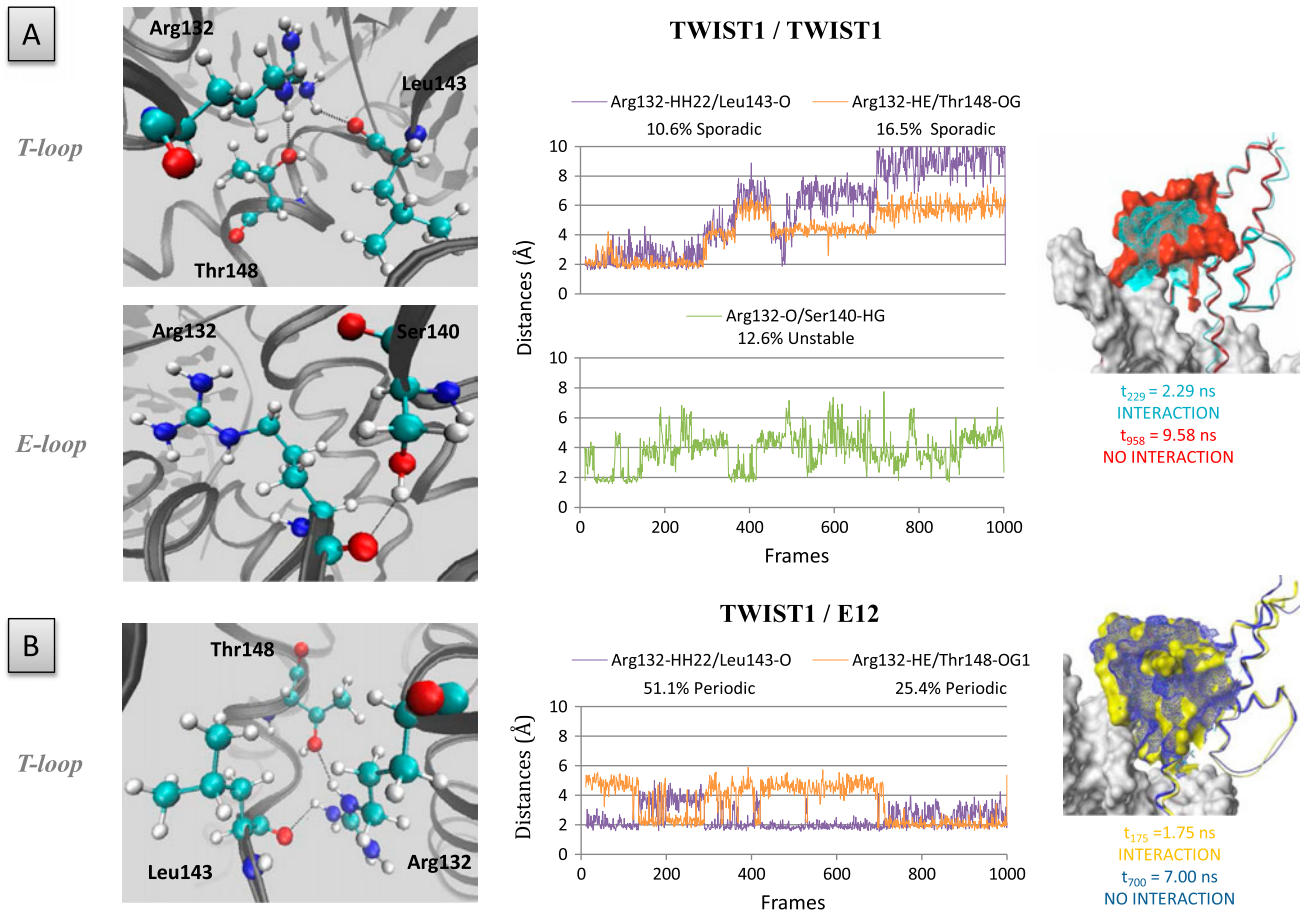 A
T-loop
Arg132
Leu143
Thr148
E-loop
Arg132
Ser140
TWIST1 / TWIST1
Arg132-HH22/Leu143-O
Arg132-HE/Thr148-OG
10.6% Sporadic
16.5% Sporadic
10
8
6
4
2
0
Arg132-O/Ser140-HG
12.6% Unstable
10
8
6
4
2
0
0
200
400
600
800
1000
Distances (Å)
Frames
t229 = 2.29 ns
INTERACTION
t958 = 9.58 ns
NO INTERACTION
B
T-loop
Thr148
Leu143
Arg132
TWIST1 / E12
Arg132-HH22/Leu143-O
Arg132-HE/Thr148-OG1
51.1% Periodic
25.4% Periodic
10
8
6
4
2
0
0
200
400
600
800
1000
Distances (Å)
Frames
t175 =1.75 ns
INTERACTION
t700 = 7.00 ns
NO INTERACTION